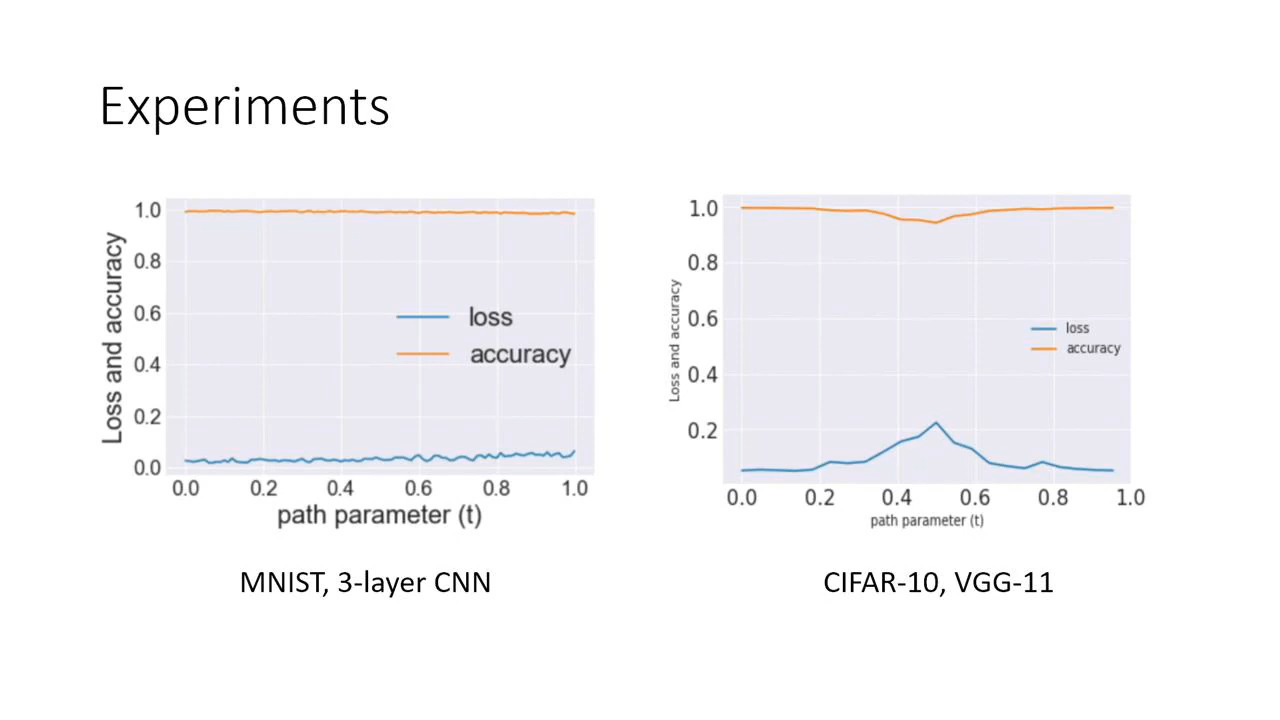 Experiments
1.0
0.8
0.6
0.4
0.2
0.0
Loss and accuracy
loss
accuracy
0.0 0.2 0.4 0.6 0.8 1.0
path parameter (t)
MNIST, 3-layer CNN
1.0
0.8
0.6
0.4
0.2
Loss and accuracy
loss
accuracy
0.0 0.2 0.4 0.6 0.8 1.0
path parameter (t)
CIFAR-10, VGG-11